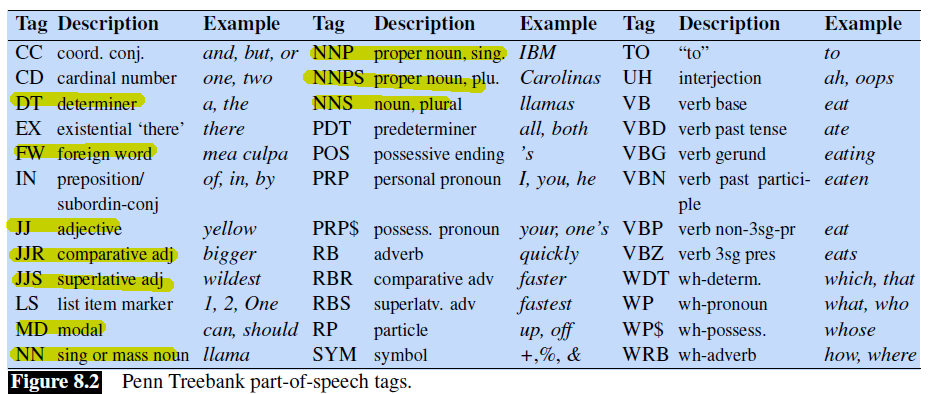 Tag Description Example Tag Description Example Tag Description Example
CC coord. conj. and, but, or NNP proper noun, sing. IBM TO “to” to
CD cardinal number one, two NNPS proper noun, plu. Carolinas UH interjection ah, oops
DT determiner a, the NNS noun, plural llamas VB verb base eat
EX existential ‘there’ there PDT predeterminer all, both VBD verb past tense ate
FW foreign word mea culpa POS possessive ending ’s VBG verb gerund eating
IN preposition/ of, in, by PRP personal pronoun I, you, he VBN verb past partici- eaten
subordin-conj ple
JJ adjective yellow PRP$ possess. pronoun your, one’s VBP verb non-3sg-pr eat
JJR comparative adj bigger RB adverb quickly VBZ verb 3sg pres eats
JJS superlative adj wildest RBR comparative adv faster WDT wh-determ. which, that
LS list item marker 1, 2, One RBS superlatv. adv fastest WP wh-pronoun what, who
MD modal can, should RP particle up, off WP$ wh-possess. whose
NN sing or mass noun llama SYM symbol +,%, & WRB wh-adverb how, where
Figure 8.2 Penn Treebank part-of-speech tags.